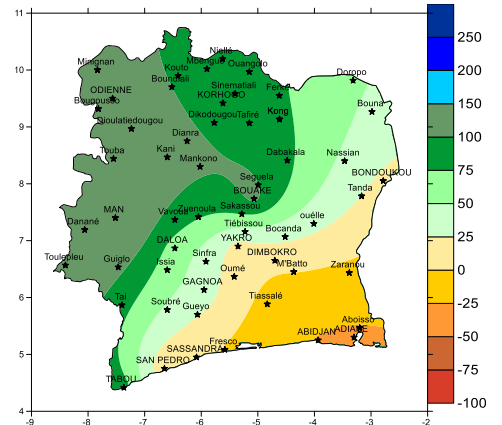 11
10
9
8
7
6
5
4
-9
-8
-7
-6
-5
-4
-3
-2
250
200
150
100
75
50
25
0
-25
-50
-75
-100
Niellé
Minignan
Mbengué
Ouangolo
Kouto
Doropo
Boundiali
Sinematiali
Ferké
ODIENNE
KORHOGO
Bougousso
Bouna
Dikodougou
Tafiré
Kong
Djoulatiedougou
Dianra
Touba
Kani
Dabakala
Nassian
Mankono
BONDOUKOU
Seguela
Tanda
BOUAKE
MAN
Vavoua
Zuenoula
Sakassou
Danané
Tiébissou
ouélle
Bocanda
DALOA
YAKRO
Toulepleu
Guiglo
Issia
Sinfra
DIMBOKRO
Oumé
M'Batto
Zaranou
GAGNOA
Tai
Soubré
Gueyo
Tiassalé
Aboisso
ABIDJAN
ADIAKE
Fresco
SASSANDRA
SAN PEDRO
TABOU